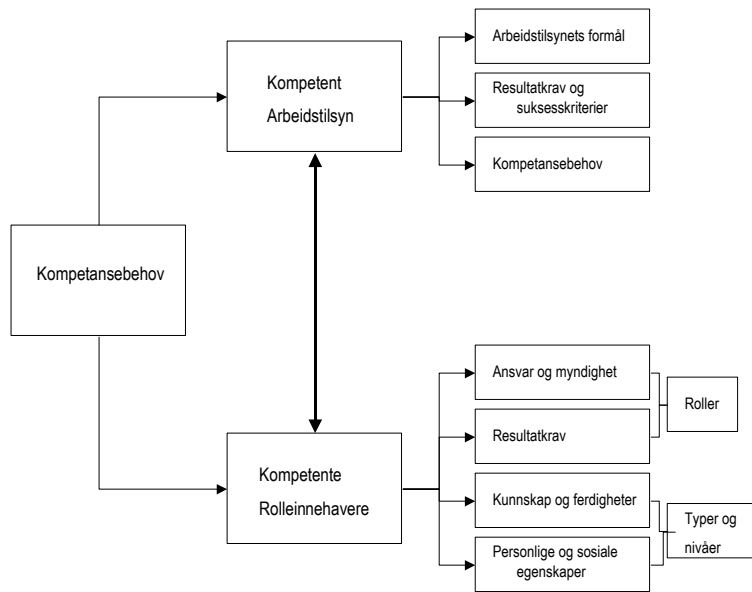 Kompetansebehov
Kompetent
Arbeidstilsyn
Arbeidstilsynets formål
Resultatkrav og
suksesskriterier
Kompetansebehov
Kompetente
Rolleinnehavere
Ansvar og myndighet
Resultatkrav
Kunnskap og ferdigheter
Personlige og sosiale
egenskaper
Roller
Typer og
nivåer